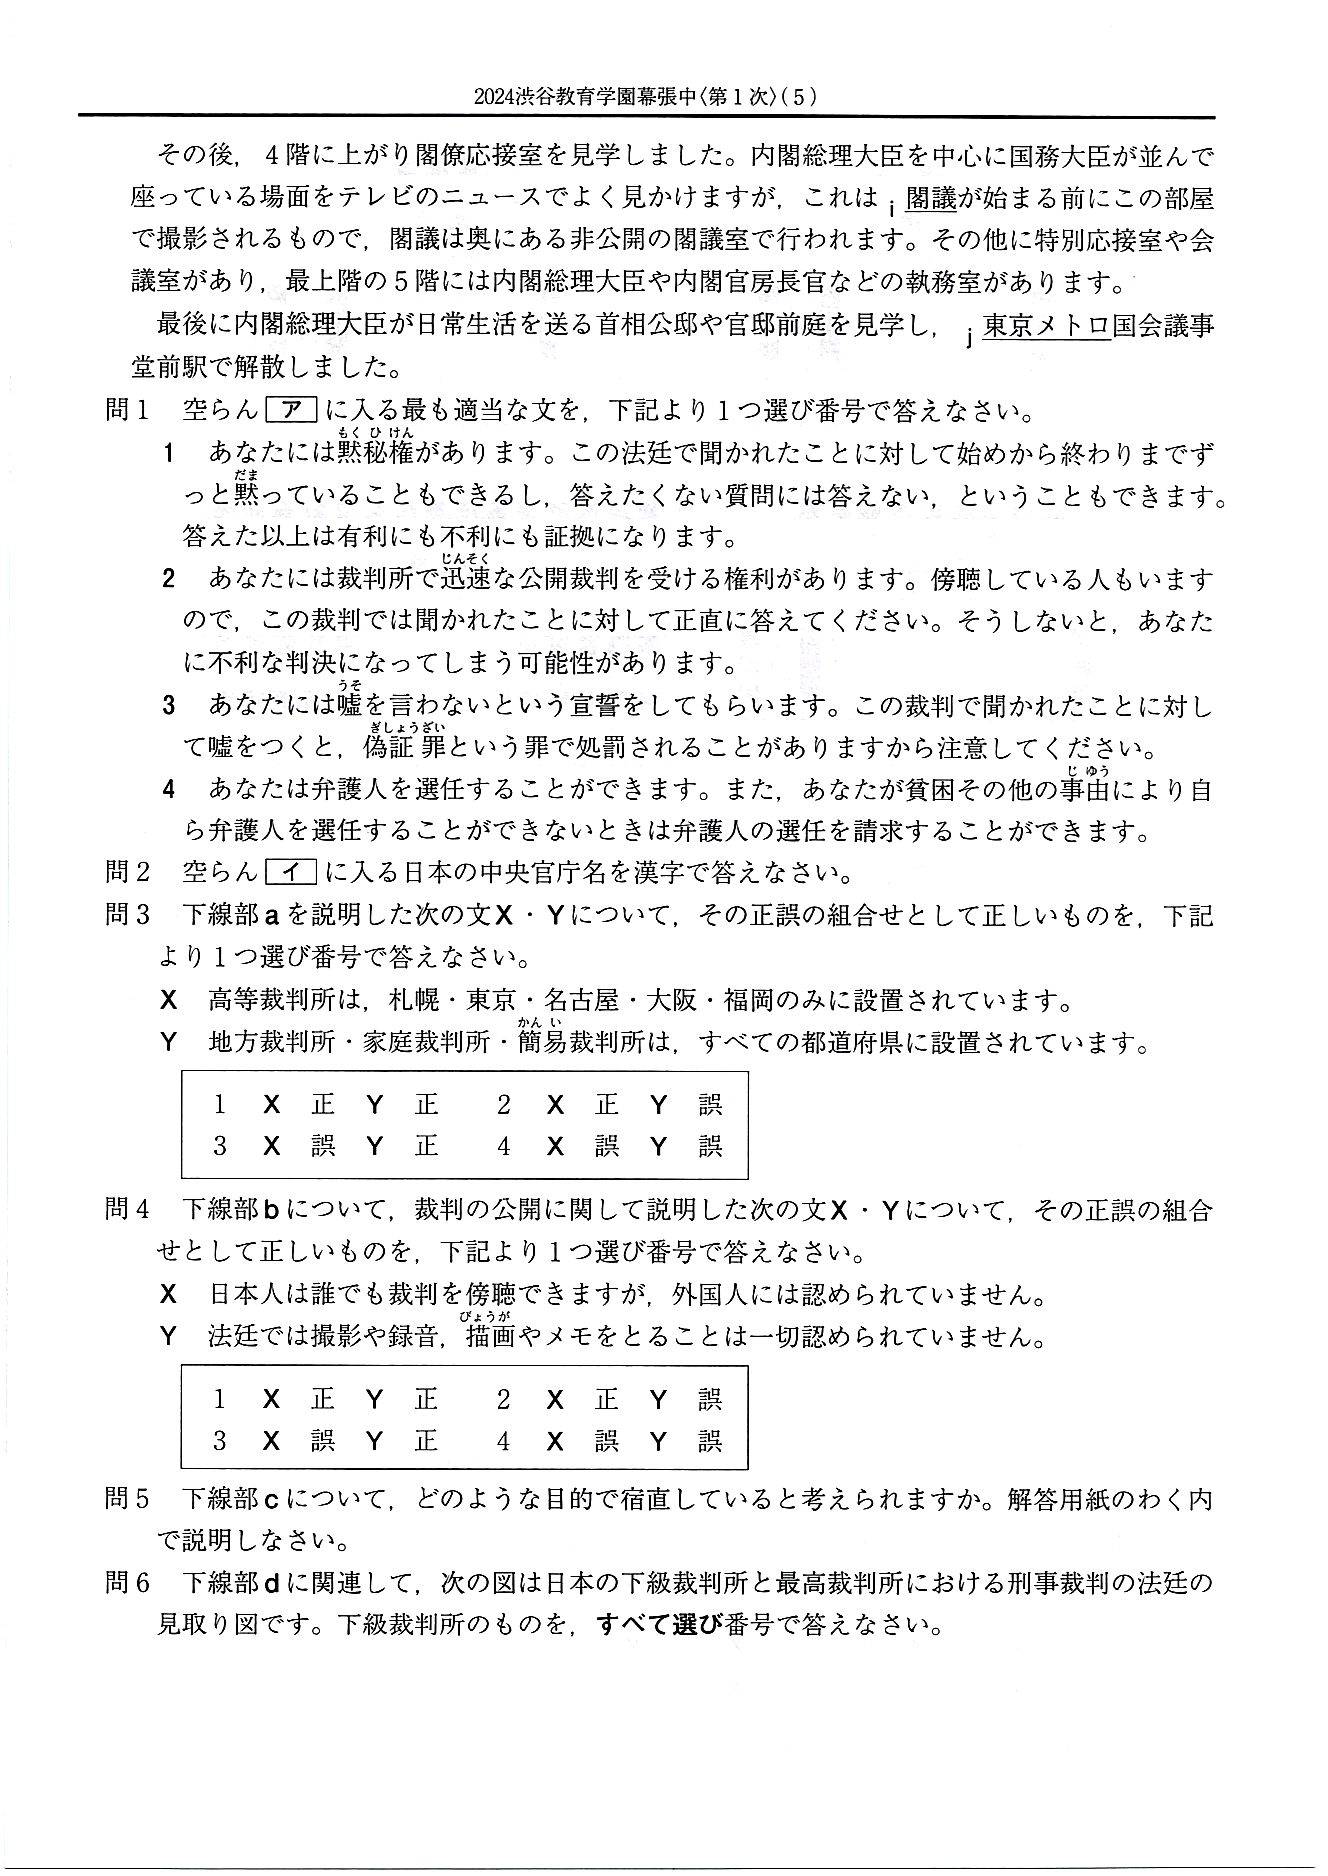 2024渋谷教育学園幕張中〈第1次〉(5)
その後，4階に上がり閣僚応接室を見学しました。内閣総理大臣を中心に国務大臣が並んで
座っている場面をテレビのニュースでよく見かけますが，これは i 閣議が始まる前にこの部屋
で撮影されるもので，閣議は奥にある非公開の閣議室で行われます。その他に特別応接室や会
議室があり，最上階の5階には内閣総理大臣や内閣官房長官などの執務室があります。
最後に内閣総理大臣が日常生活を送る首相公邸や官邸前庭を見学し， j 東京メトロ国会議事
堂前駅で解散しました。
問1 空らん ア に入る最も適当な文を，下記より1つ選び番号で答えなさい。
もくひけん
1 あなたには黙秘権があります。この法廷で聞かれたことに対して始めから終わりまでず
だま
っと黙っていることもできるし，答えたくない質問には答えない，ということもできます。
答えた以上は有利にも不利にも証拠になります。
じんそく
2 あなたには裁判所で迅速な公開裁判を受ける権利があります。傍聴している人もいます
ので，この裁判では聞かれたことに対して正直に答えてください。そうしないと，あなた
に不利な判決になってしまう可能性があります。
うそ
3 あなたには嘘を言わないという宣誓をしてもらいます。この裁判で聞かれたことに対し
ぎしょうざい
て嘘をつくと，偽証罪という罪で処罰されることがありますから注意してください。
じゆう
4 あなたは弁護人を選任することができます。また，あなたが貧困その他の事由により自
ら弁護人を選任することができないときは弁護人の選任を請求することができます。
問2 空らん イ に入る日本の中央官庁名を漢字で答えなさい。
問3 下線部aを説明した次の文X・Yについて，その正誤の組合せとして正しいものを，下記
より1つ選び番号で答えなさい。
X 高等裁判所は，札幌・東京・名古屋・大阪・福岡のみに設置されています。
かんい
Y 地方裁判所・家庭裁判所・簡易裁判所は，すべての都道府県に設置されています。
1 X 正 Y 正 2 X 正 Y 誤
3 X 誤 Y 正 4 X 誤 Y 誤
問4 下線部bについて，裁判の公開に関して説明した次の文X・Yについて，その正誤の組合
せとして正しいものを，下記より1つ選び番号で答えなさい。
X 日本人は誰でも裁判を傍聴できますが，外国人には認められていません。
びょうが
Y 法廷では撮影や録音，描画やメモをとることは一切認められていません。
1 X 正 Y 正 2 X 正 Y 誤
3 X 誤 Y 正 4 X 誤 Y 誤
問5 下線部cについて，どのような目的で宿直していると考えられますか。解答用紙のわく内
で説明しなさい。
問6 下線部dに関連して，次の図は日本の下級裁判所と最高裁判所における刑事裁判の法廷の
見取り図です。下級裁判所のものを，すべて選び番号で答えなさい。